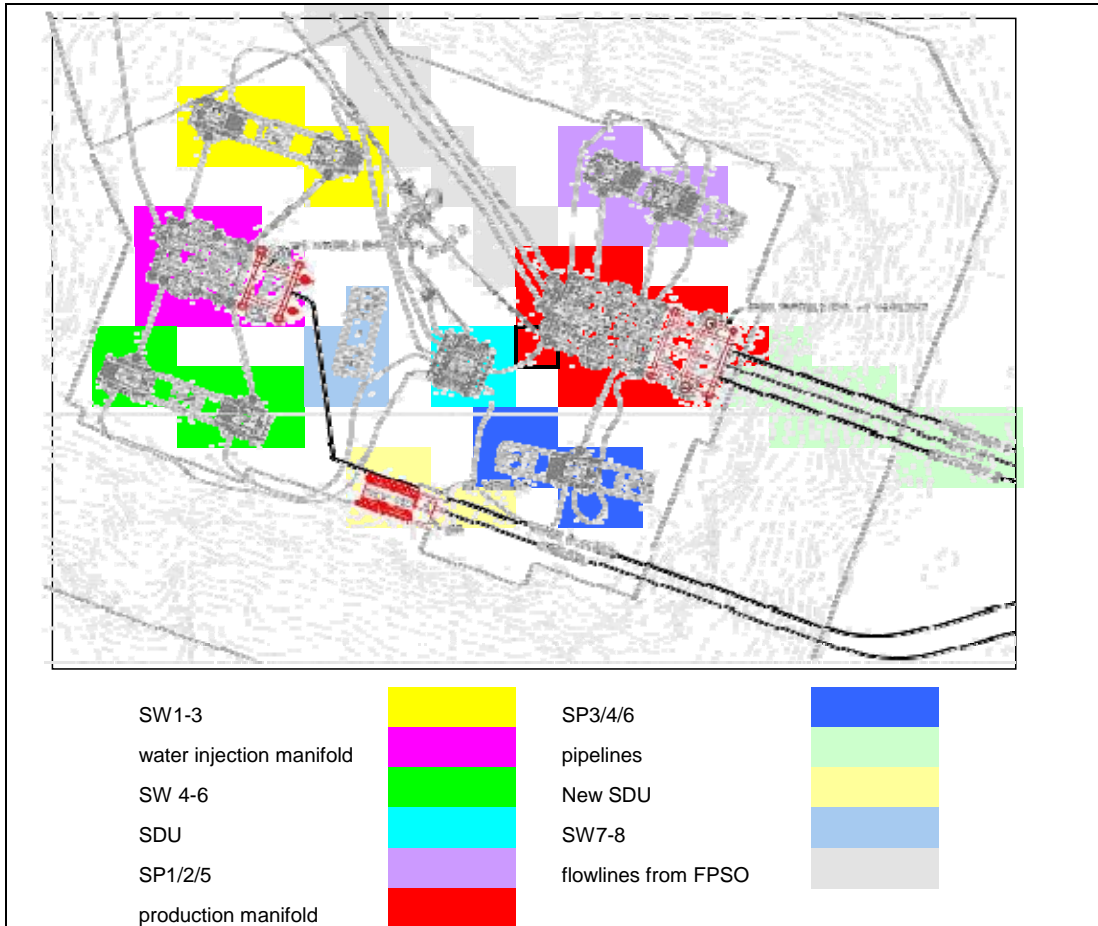 SW1-3
water injection manifold
SW 4-6
SDU
SP1/2/5
production manifold
SP3/4/6
pipelines
New SDU
SW7-8
flowlines from FPSO